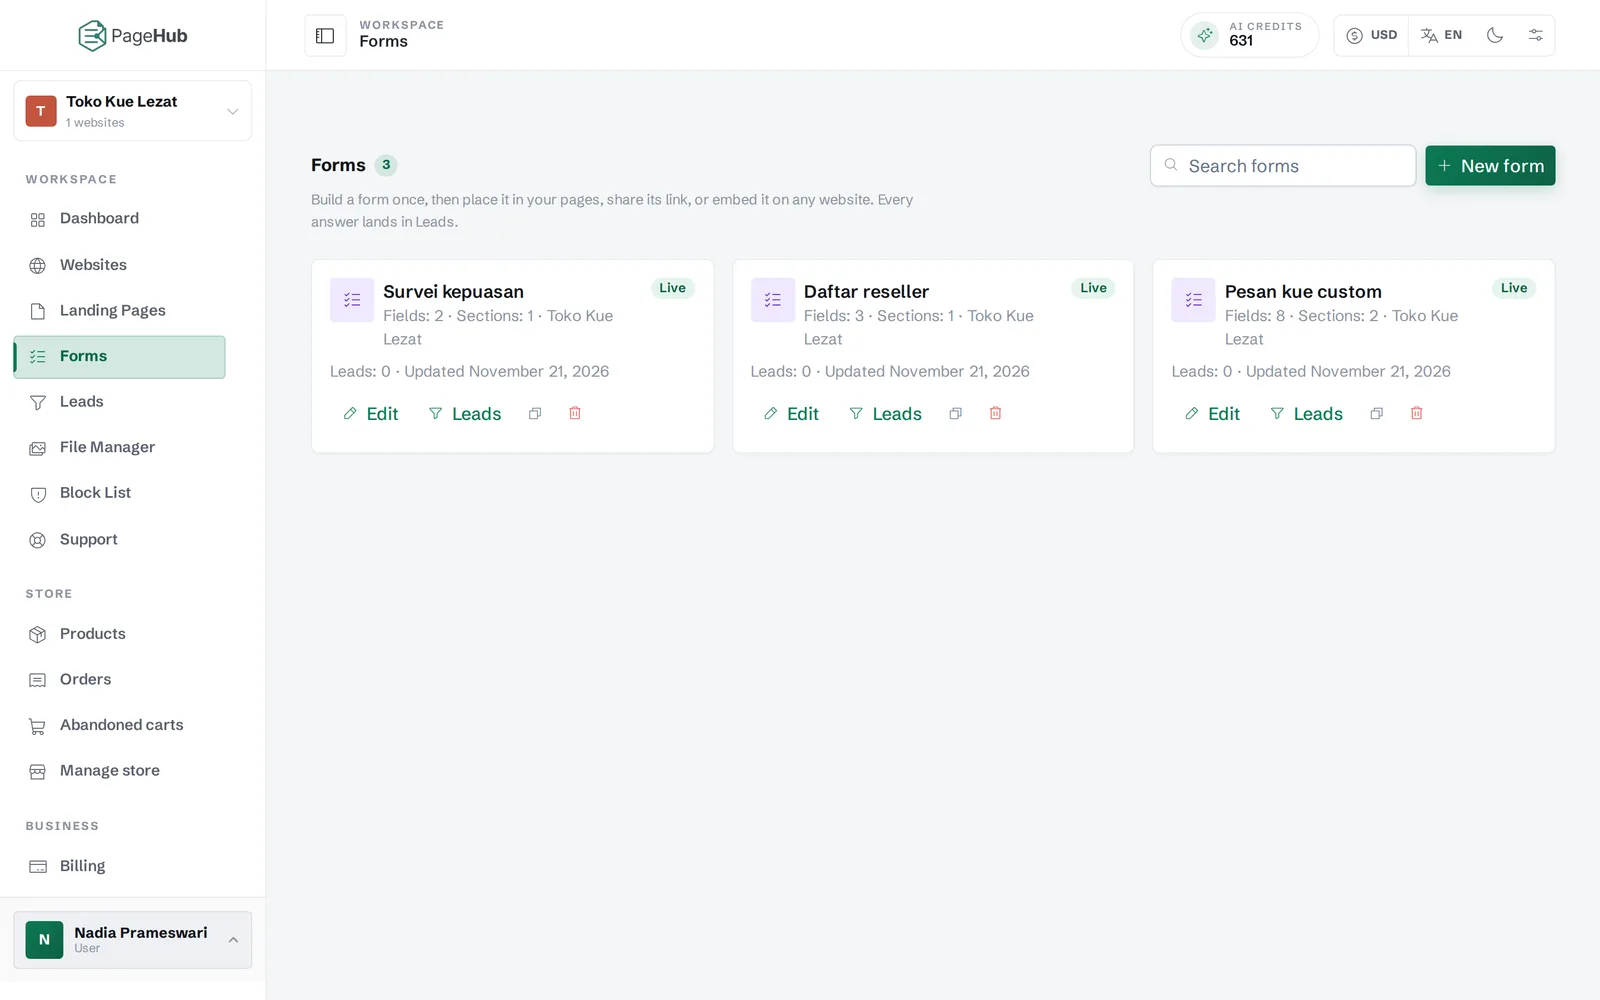 PageHub
WORKSPACE
Forms
AI CREDITS
631
USD
EN
T
Toko Kue Lezat
1 websites
WORKSPACE
Dashboard
Websites
Landing Pages
Forms
Leads
File Manager
Block List
Support
STORE
Products
Orders
Abandoned carts
Manage store
BUSINESS
Billing
N
Nadia Prameswari
User
Forms 3
Build a form once, then place it in your pages, share its link, or embed it on any website. Every
answer lands in Leads.
Search forms
+ New form
Survei kepuasan
Live
Fields: 2 · Sections: 1 · Toko Kue
Lezat
Leads: 0 · Updated November 21, 2026
Edit
Leads
Daftar reseller
Live
Fields: 3 · Sections: 1 · Toko Kue
Lezat
Leads: 0 · Updated November 21, 2026
Edit
Leads
Pesan kue custom
Live
Fields: 8 · Sections: 2 · Toko Kue
Lezat
Leads: 0 · Updated November 21, 2026
Edit
Leads